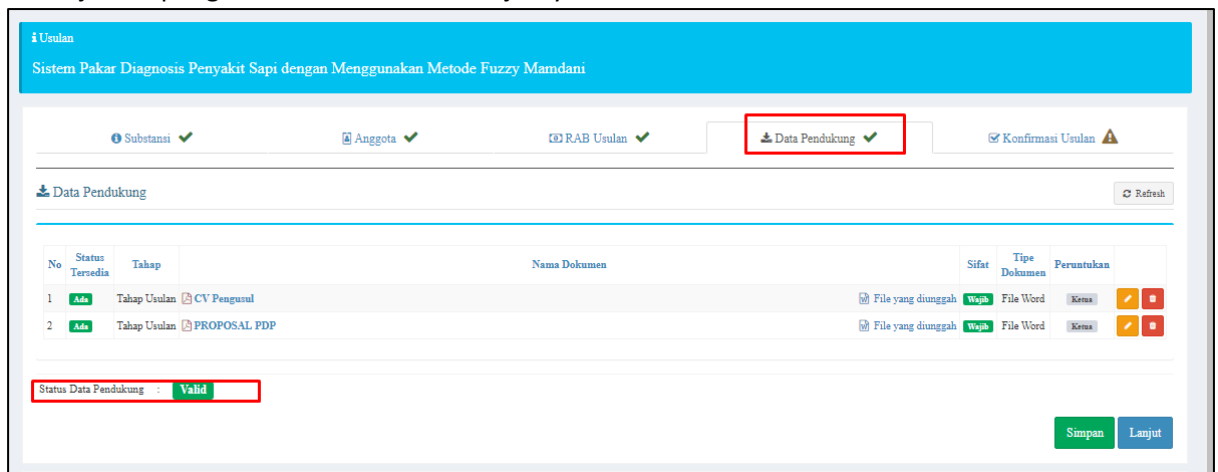 Usulan
Sistem Pakar Diagnosis Penyakit Sapi dengan Menggunakan Metode Fuzzy Mamdani
Substansi Anggota RAB Usulan Data Pendukung Konfirmasi Usulan
Data Pendukung Refresh
No Status Tersedia Tahap Nama Dokumen Sifat Tipe Dokumen Peruntukan
1 Ada Tahap Usulan CV Pengusul File yang diunggah Wajib File Word Ketua
2 Ada Tahap Usulan PROPOSAL PDP File yang diunggah Wajib File Word Ketua
Status Data Pendukung : Valid
Simpan Lanjut